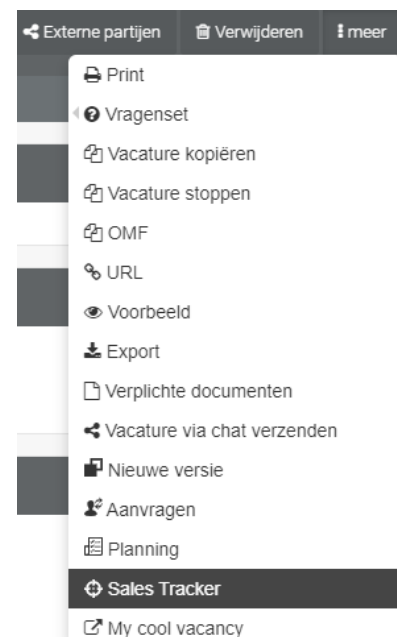 Externe partijen Verwijderen meer
Print
Vragenset
Vacature kopiëren
Vacature stoppen
OMF
URL
Voorbeeld
Export
Verplichte documenten
Vacature via chat verzenden
Nieuwe versie
Aanvragen
Planning
Sales Tracker
My cool vacancy